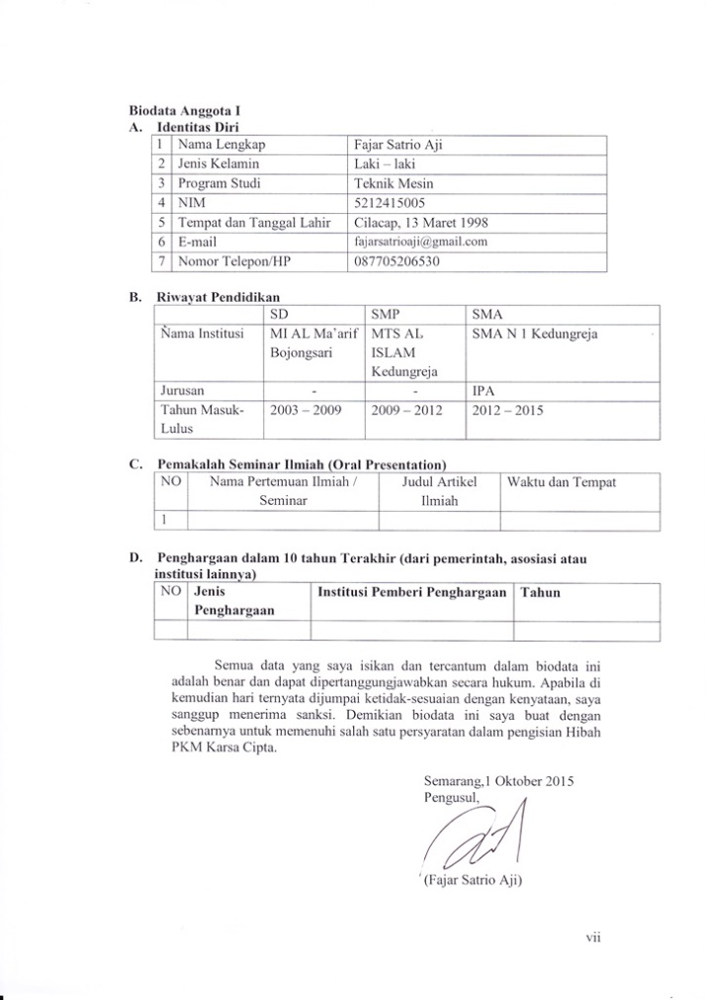 Biodata Anggota I
A. Identitas Diri
1 Nama Lengkap Fajar Satrio Aji
2 Jenis Kelamin Laki – laki
3 Program Studi Teknik Mesin
4 NIM 5212415005
5 Tempat dan Tanggal Lahir Cilacap, 13 Maret 1998
6 E-mail fajarsatrioaji@gmail.com
7 Nomor Telepon/HP 087705206530
B. Riwayat Pendidikan
SD SMP SMA
Nama Institusi MI AL Ma'arif MTS AL SMA N 1 Kedungreja
Bojongsari ISLAM
Kedungreja
Jurusan - - IPA
Tahun Masuk- 2003 – 2009 2009 – 2012 2012 – 2015
Lulus
C. Pemakalah Seminar Ilmiah (Oral Presentation)
NO Nama Pertemuan Ilmiah / Judul Artikel Waktu dan Tempat
Seminar Ilmiah
1
D. Penghargaan dalam 10 tahun Terakhir (dari pemerintah, asosiasi atau
institusi lainnya)
NO Jenis Institusi Pemberi Penghargaan Tahun
Penghargaan
Semua data yang saya isikan dan tercantum dalam biodata ini
adalah benar dan dapat dipertanggungjawabkan secara hukum. Apabila di
kemudian hari ternyata dijumpai ketidak-sesuaian dengan kenyataan, saya
sanggup menerima sanksi. Demikian biodata ini saya buat dengan
sebenarnya untuk memenuhi salah satu persyaratan dalam pengisian Hibah
PKM Karsa Cipta.
Semarang,1 Oktober 2015
Pengusul,
(Fajar Satrio Aji)
vii